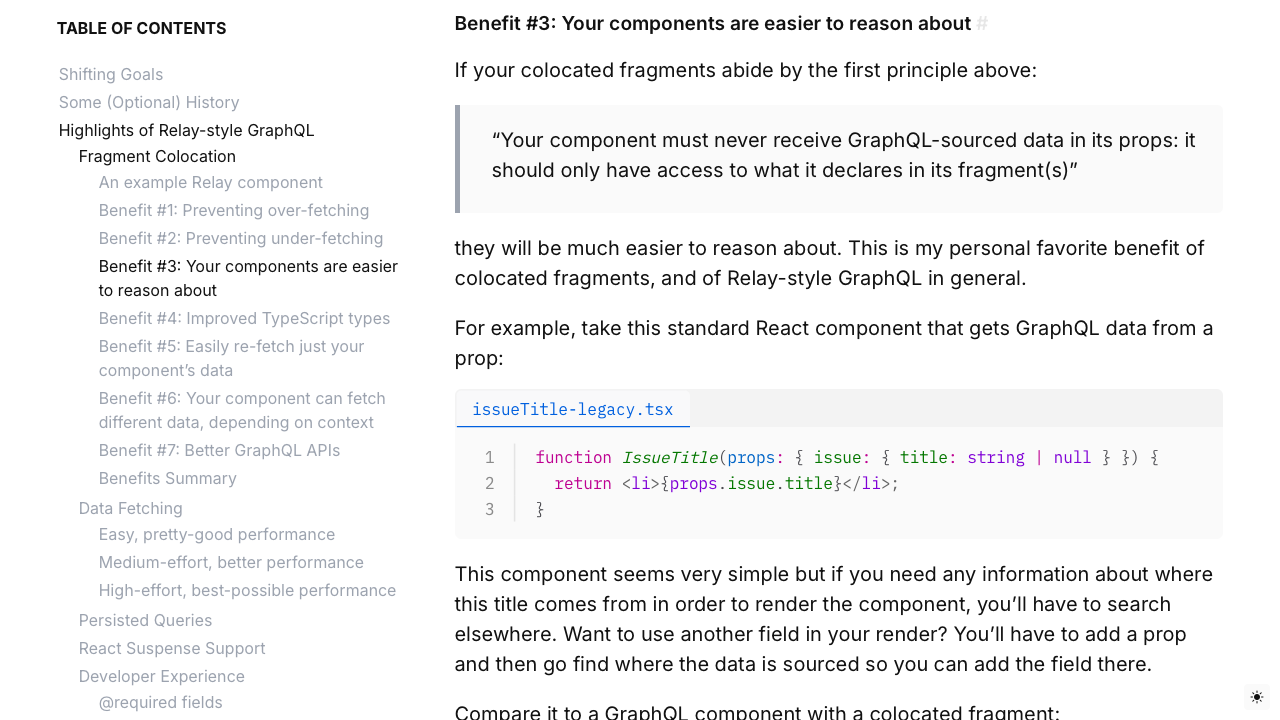 TABLE OF CONTENTS
Shifting Goals
Some (Optional) History
Highlights of Relay-style GraphQL
Fragment Colocation
An example Relay component
Benefit #1: Preventing over-fetching
Benefit #2: Preventing under-fetching
Benefit #3: Your components are easier
to reason about
Benefit #4: Improved TypeScript types
Benefit #5: Easily re-fetch just your
component’s data
Benefit #6: Your component can fetch
different data, depending on context
Benefit #7: Better GraphQL APIs
Benefits Summary
Data Fetching
Easy, pretty-good performance
Medium-effort, better performance
High-effort, best-possible performance
Persisted Queries
React Suspense Support
Developer Experience
@required fields
Benefit #3: Your components are easier to reason about #
If your colocated fragments abide by the first principle above:
“Your component must never receive GraphQL-sourced data in its props: it
should only have access to what it declares in its fragment(s)”
they will be much easier to reason about. This is my personal favorite benefit of
colocated fragments, and of Relay-style GraphQL in general.
For example, take this standard React component that gets GraphQL data from a
prop:
issueTitle-legacy.tsx
1 function IssueTitle(props: { issue: { title: string | null } }) {
2   return <li>{props.issue.title}</li>;
3 }
This component seems very simple but if you need any information about where
this title comes from in order to render the component, you’ll have to search
elsewhere. Want to use another field in your render? You’ll have to add a prop
and then go find where the data is sourced so you can add the field there.
Compare it to a GraphQL component with a colocated fragment: